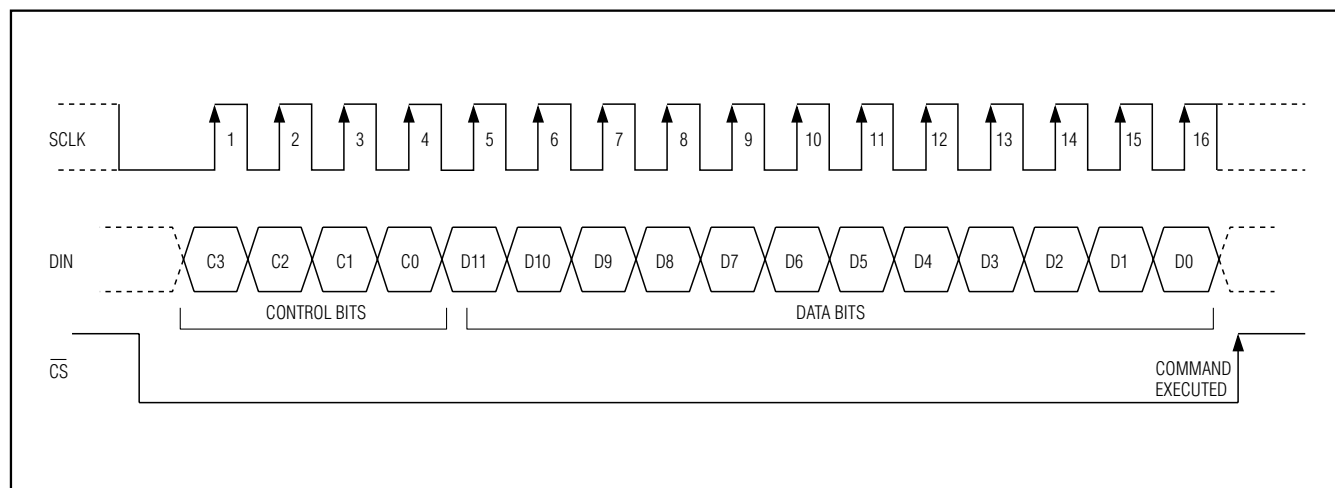 SCLK 1 2 3 4 5 6 7 8 9 10 11 12 13 14 15 16
DIN C3 C2 C1 C0 D11 D10 D9 D8 D7 D6 D5 D4 D3 D2 D1 D0
CONTROL BITS DATA BITS
CS
COMMAND
EXECUTED